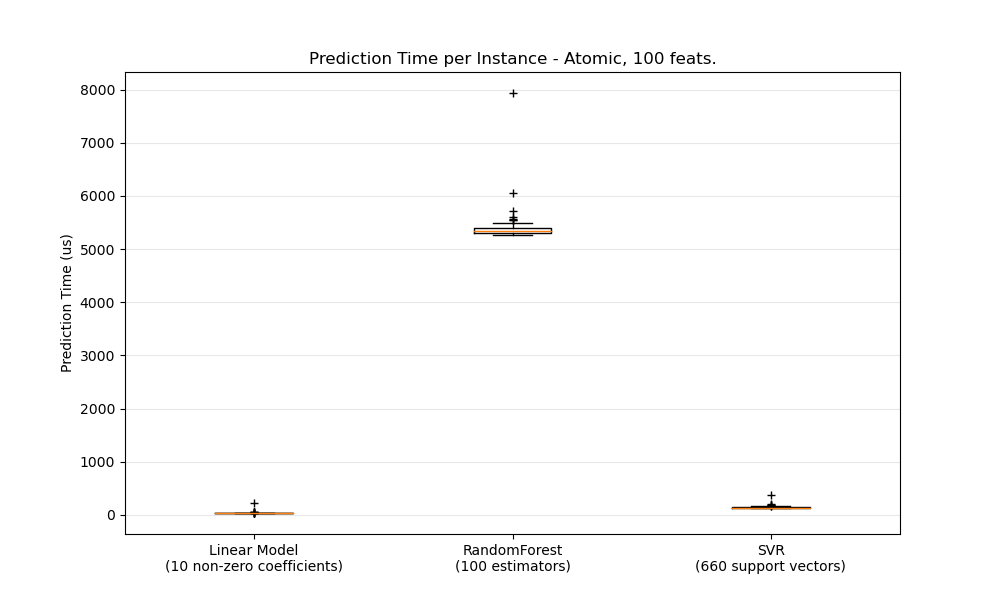 Prediction Time per Instance - Atomic, 100 feats.
Prediction Time (us)
8000
7000
6000
5000
4000
3000
2000
1000
0
Linear Model
(10 non-zero coefficients)
RandomForest
(100 estimators)
SVR
(660 support vectors)